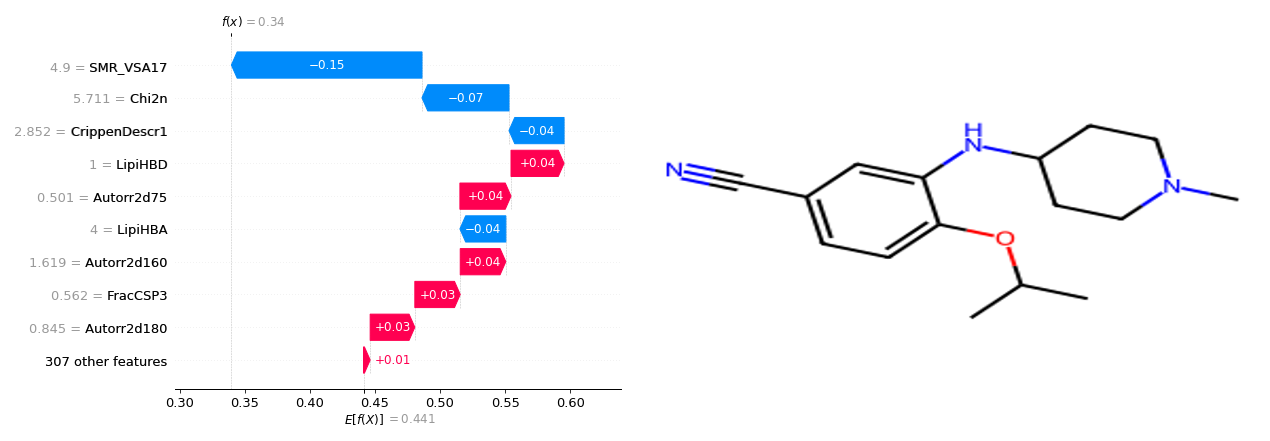 f(x) = 0.34
4.9 = SMR_VSA17
−0.15
5.711 = Chi2n
−0.07
2.852 = CrippenDescr1
−0.04
1 = LipiHBD
+0.04
0.501 = Autorr2d75
+0.04
4 = LipiHBA
−0.04
1.619 = Autorr2d160
+0.04
0.562 = FracCSP3
+0.03
0.845 = Autorr2d180
+0.03
307 other features
+0.01
0.30 0.35 0.40 0.45 0.50 0.55 0.60
E[f(X)] = 0.441
H
N
N
N
O